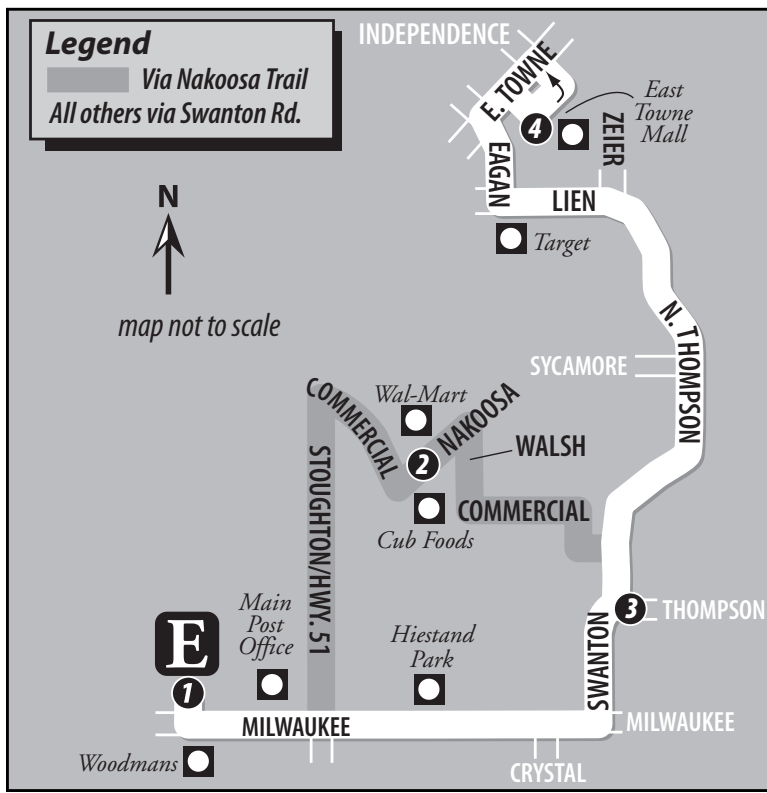 Legend
Via Nakoosa Trail
All others via Swanton Rd.
INDEPENDENCE
E. TOWNE
4
East
Towne
Mall
ZEIER
EAGAN
LIEN
Target
N
map not to scale
N. THOMPSON
SYCAMORE
COMMERCIAL
Wal-Mart
NAKOOSA
2
WALSH
STOUGHTON/HWY. 51
COMMERCIAL
Cub Foods
3
THOMPSON
E
1
Main
Post
Office
Hiestand
Park
SWANTON
MILWAUKEE
MILWAUKEE
Woodmans
CRYSTAL